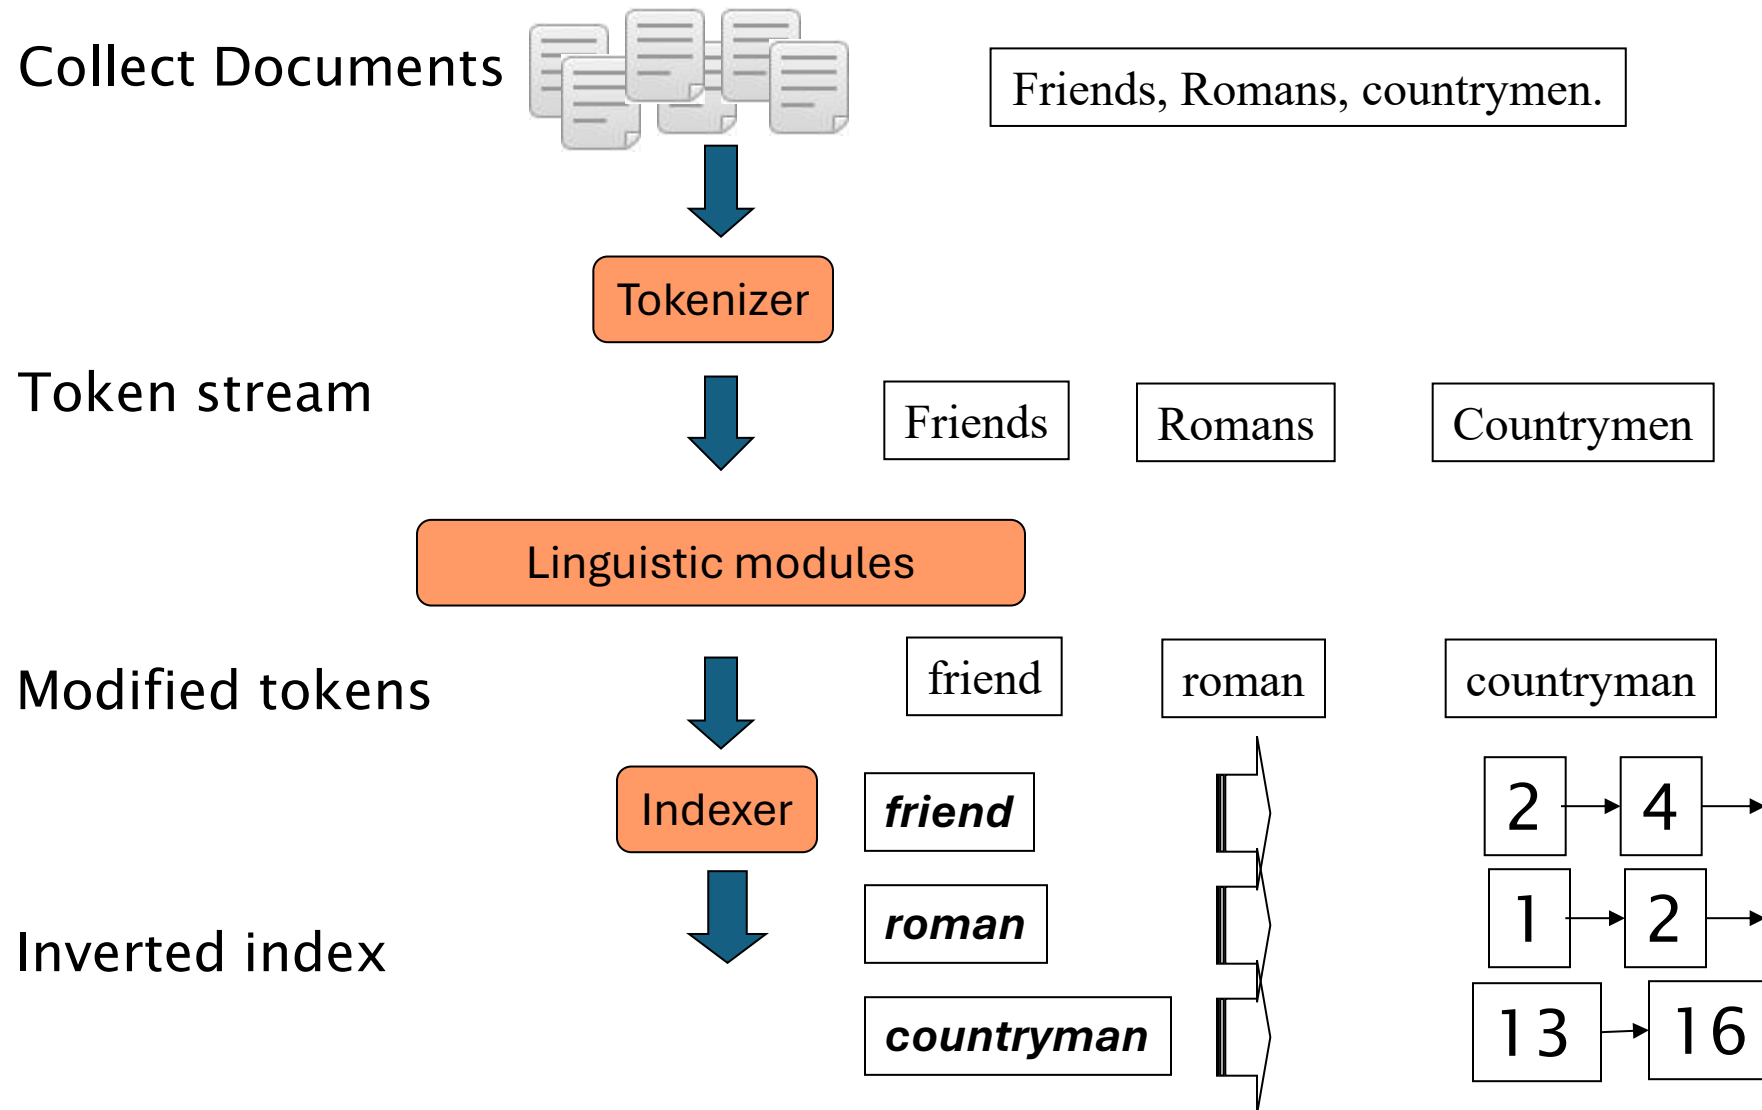 Collect Documents
Friends, Romans, countrymen.
Tokenizer
Token stream
Friends Romans Countrymen
Linguistic modules
Modified tokens
friend roman countryman
Indexer
friend 2 4
roman 1 2
Inverted index
countryman 13 16